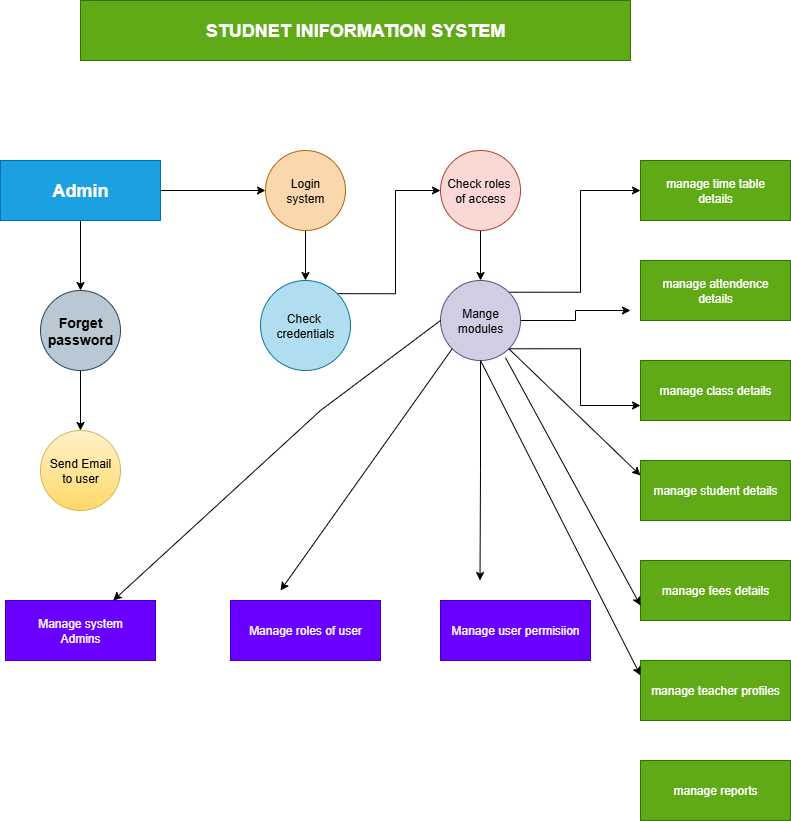 STUDNET INIFORMATION SYSTEM
Admin
Login
system
Check roles
of access
manage time table
details
manage attendence
details
Forget
password
Check
credentials
Mange
modules
manage class details
Send Email
to user
manage student details
manage fees details
Manage system
Admins
Manage roles of user
Manage user permisiion
manage teacher profiles
manage reports